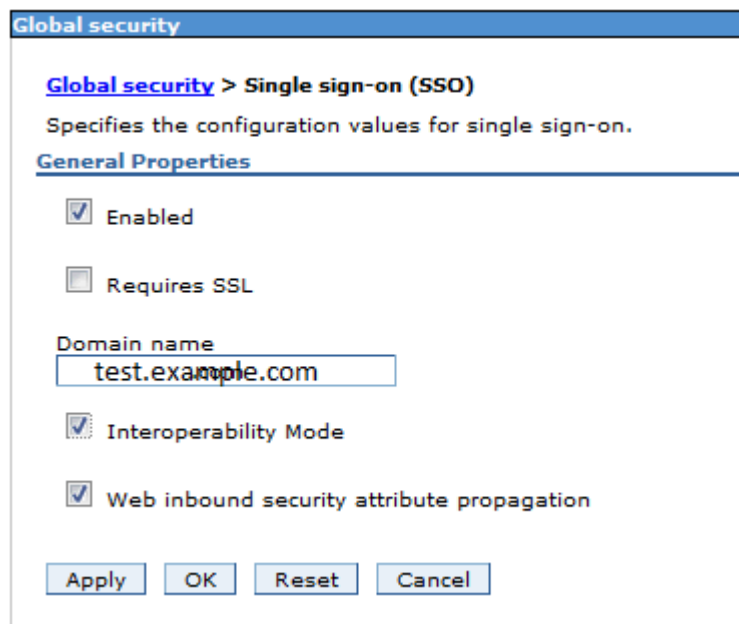 Global security
Global security > Single sign-on (SSO)
Specifies the configuration values for single sign-on.
General Properties
Enabled
Requires SSL
Domain name
test.example.com
Interoperability Mode
Web inbound security attribute propagation
Apply OK Reset Cancel